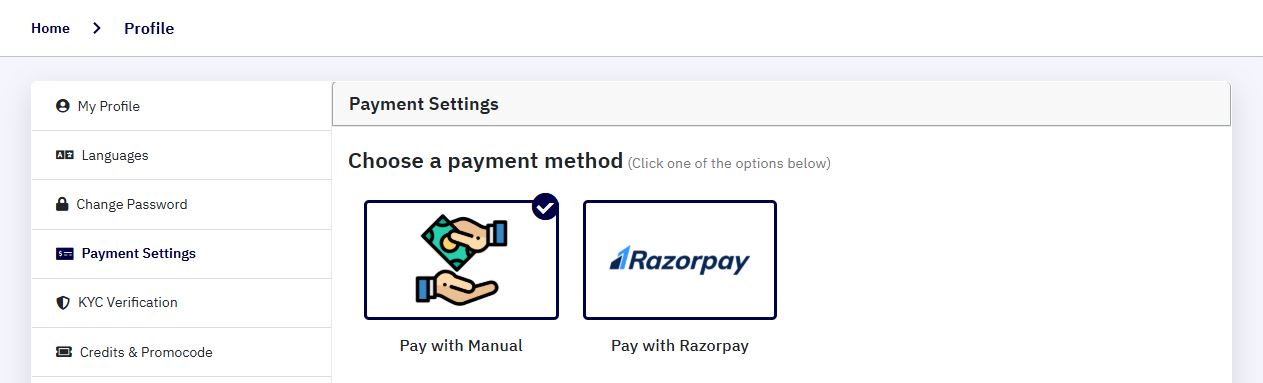 Home > Profile
My Profile
Languages
Change Password
Payment Settings
KYC Verification
Credits & Promocode
Payment Settings
Choose a payment method (Click one of the options below)
Razorpay
Pay with Manual
Pay with Razorpay